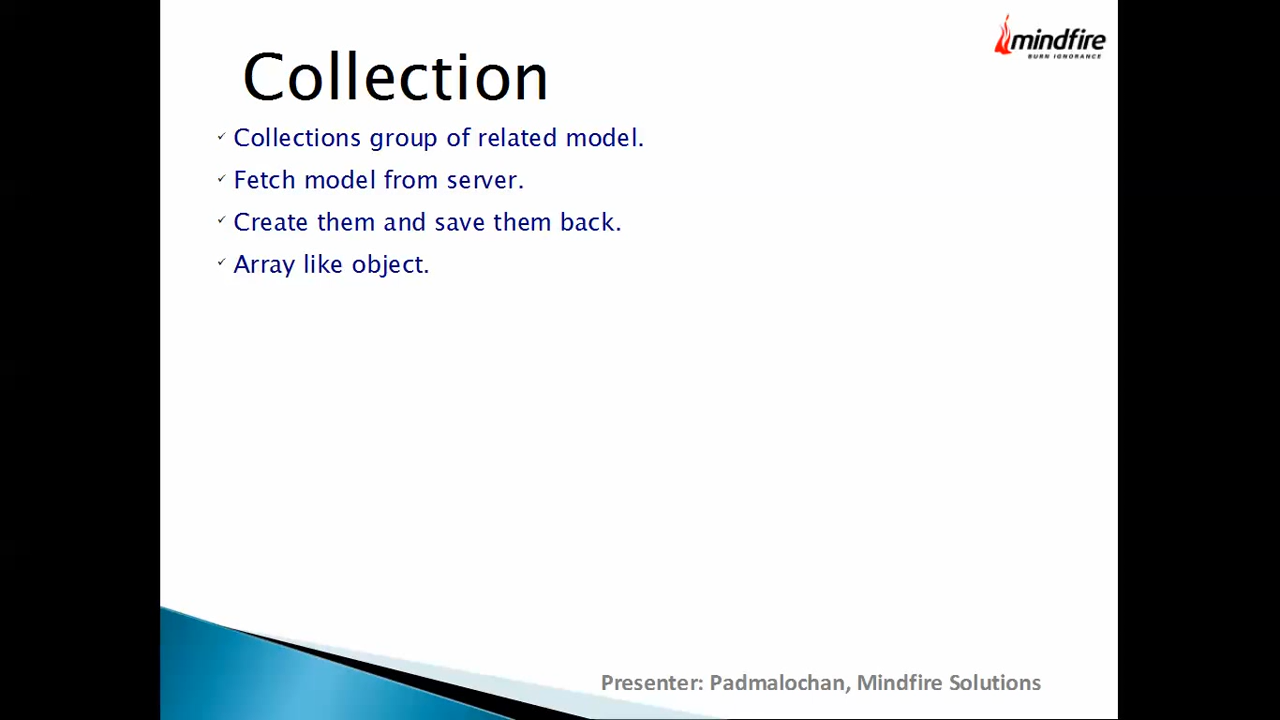 mindfire
BURN IGNORANCE
Collection
Collections group of related model.
Fetch model from server.
Create them and save them back.
Array like object.
Presenter: Padmalochan, Mindfire Solutions